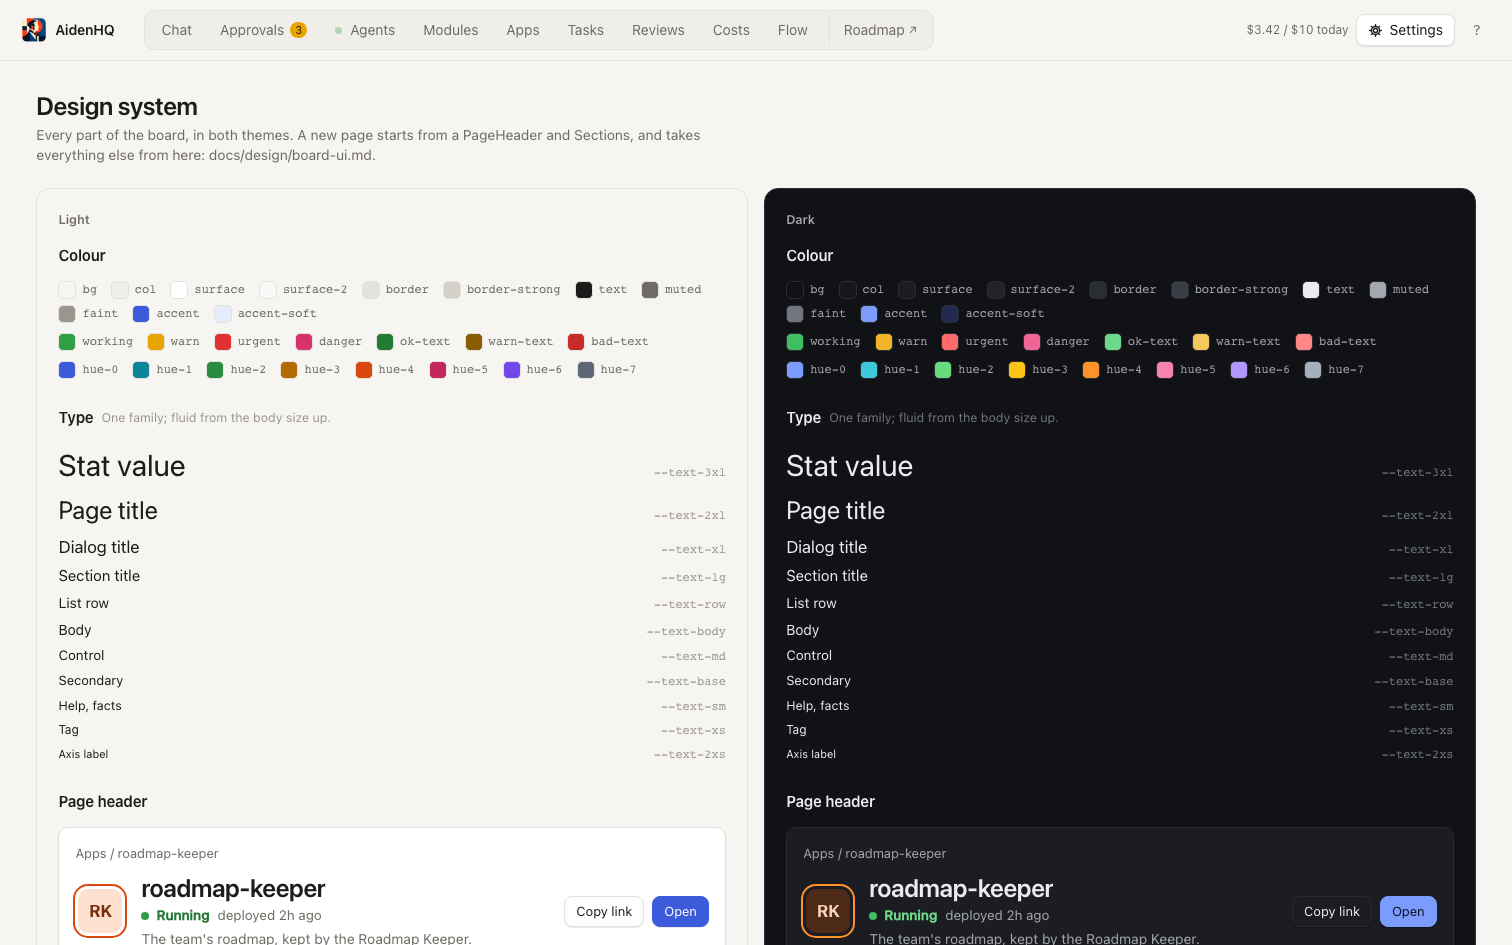 AidenHQ Chat Approvals 3 Agents Modules Apps Tasks Reviews Costs Flow Roadmap ↗ $3.42 / $10 today Settings ?
Design system
Every part of the board, in both themes. A new page starts from a PageHeader and Sections, and takes
everything else from here: docs/design/board-ui.md.
Light
Colour
bg col surface surface-2 border border-strong text muted
faint accent accent-soft
working warn urgent danger ok-text warn-text bad-text
hue-0 hue-1 hue-2 hue-3 hue-4 hue-5 hue-6 hue-7
Type One family; fluid from the body size up.
Stat value --text-3xl
Page title --text-2xl
Dialog title --text-xl
Section title --text-lg
List row --text-row
Body --text-body
Control --text-md
Secondary --text-base
Help, facts --text-sm
Tag --text-xs
Axis label --text-2xs
Page header
Apps / roadmap-keeper
RK
roadmap-keeper
Running deployed 2h ago
The team's roadmap, kept by the Roadmap Keeper.
Copy link
Open
Dark
Colour
bg col surface surface-2 border border-strong text muted
faint accent accent-soft
working warn urgent danger ok-text warn-text bad-text
hue-0 hue-1 hue-2 hue-3 hue-4 hue-5 hue-6 hue-7
Type One family; fluid from the body size up.
Stat value --text-3xl
Page title --text-2xl
Dialog title --text-xl
Section title --text-lg
List row --text-row
Body --text-body
Control --text-md
Secondary --text-base
Help, facts --text-sm
Tag --text-xs
Axis label --text-2xs
Page header
Apps / roadmap-keeper
RK
roadmap-keeper
Running deployed 2h ago
The team's roadmap, kept by the Roadmap Keeper.
Copy link
Open